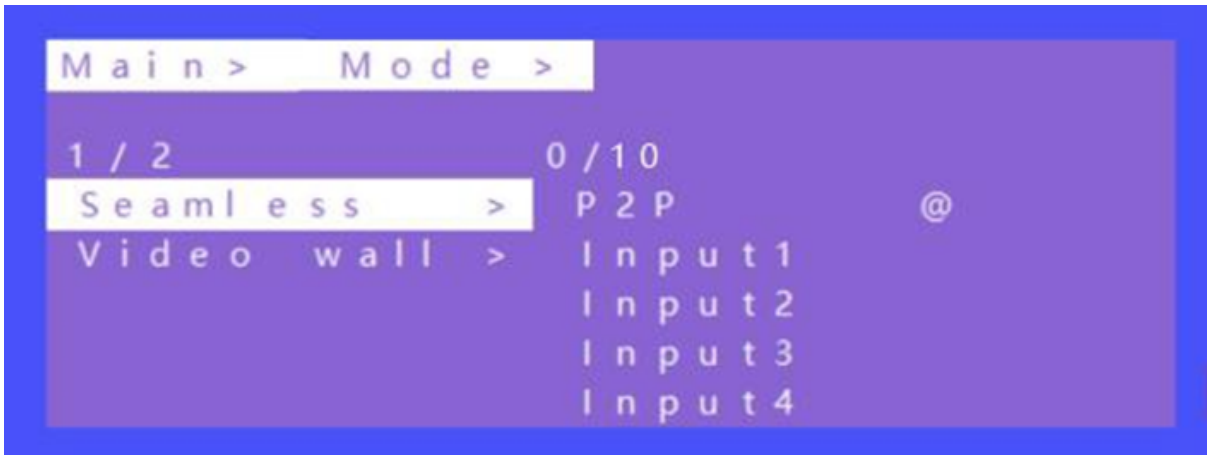 Main> Mode >
1/2 0/10
Seamless > P2P @
Video wall > Input1
Input2
Input3
Input4